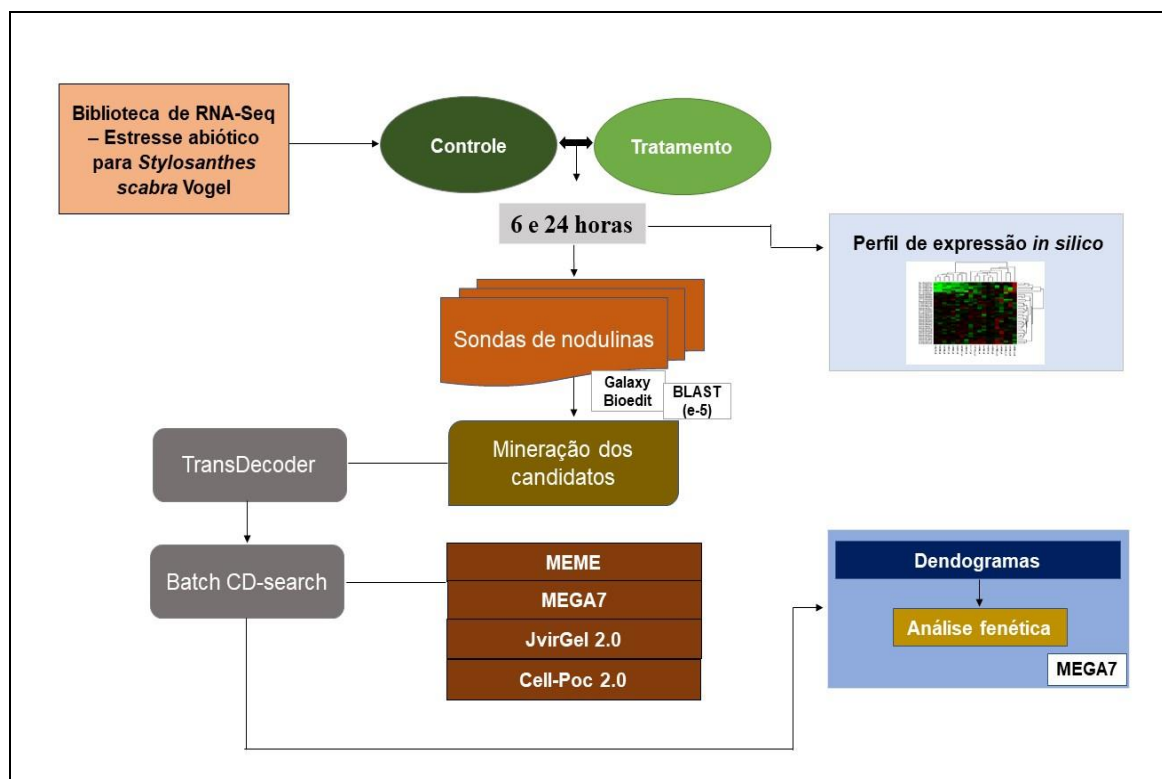 Biblioteca de RNA-Seq
– Estresse abiótico
para Stylosanthes
scabra Vogel
Controle
Tratamento
6 e 24 horas
Perfil de expressão in silico
Sondas de nodulinas
Galaxy
Bioedit
BLAST
(e-5)
Mineração dos
candidatos
TransDecoder
Batch CD-search
MEME
MEGA7
JvirGel 2.0
Cell-Poc 2.0
Dendogramas
Análise fenética
MEGA7